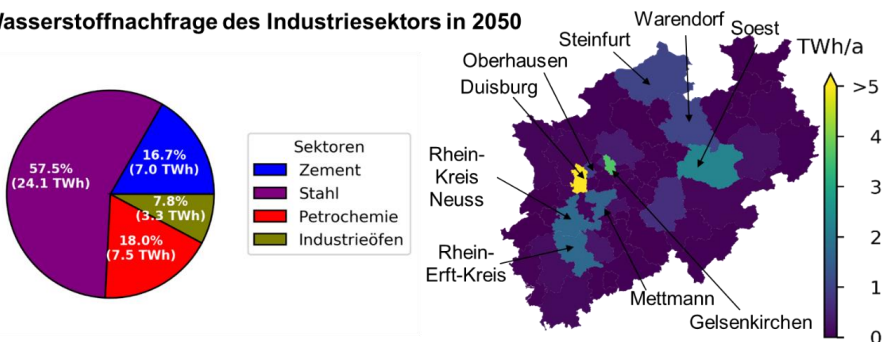 Wasserstoffnachfrage des Industriesektors in 2050
57.5%
(24.1 TWh)
16.7%
(7.0 TWh)
7.8%
(3.3 TWh)
18.0%
(7.5 TWh)
Sektoren
Zement
Stahl
Petrochemie
Industrieöfen
Warendorf
Steinfurt
Soest
Oberhausen
Duisburg
Rhein-
Kreis
Neuss
Rhein-
Erft-Kreis
Mettmann
Gelsenkirchen
TWh/a
>5
4
3
2
1
0